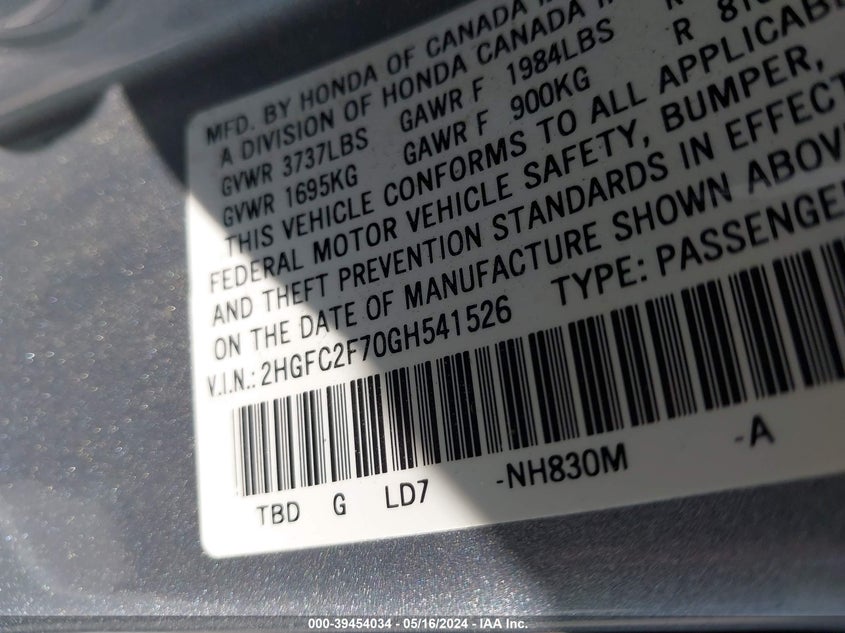 MFD. BY HONDA OF CANADA
A DIVISION OF HONDA CANADA
GVWR 3737LBS GAWR F 1984LBS R
GVWR 1695KG GAWR F 900KG R
THIS VEHICLE CONFORMS TO ALL APPLICABLE
FEDERAL MOTOR VEHICLE SAFETY, BUMPER,
AND THEFT PREVENTION STANDARDS IN EFFECT
ON THE DATE OF MANUFACTURE SHOWN ABOVE
V.I.N.: 2HGFC2F70GH541526 TYPE: PASSENGE
TBD G LD7 -NH830M -A
000-39454034 - 05/16/2024 - IAA Inc.